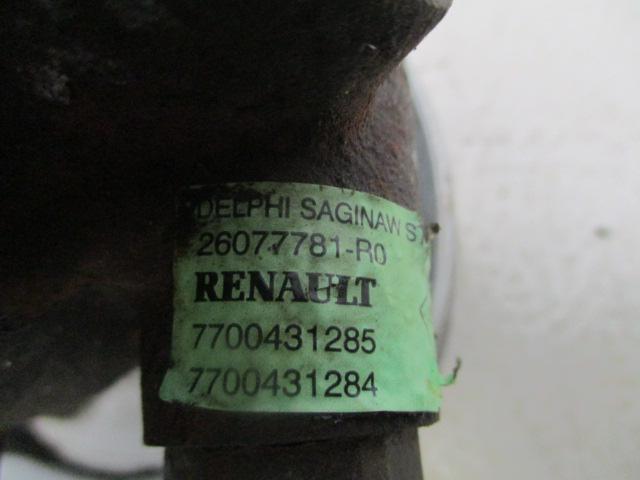 DELPHI SAGINAW
26077781-R0
RENAULT
7700431285
7700431284